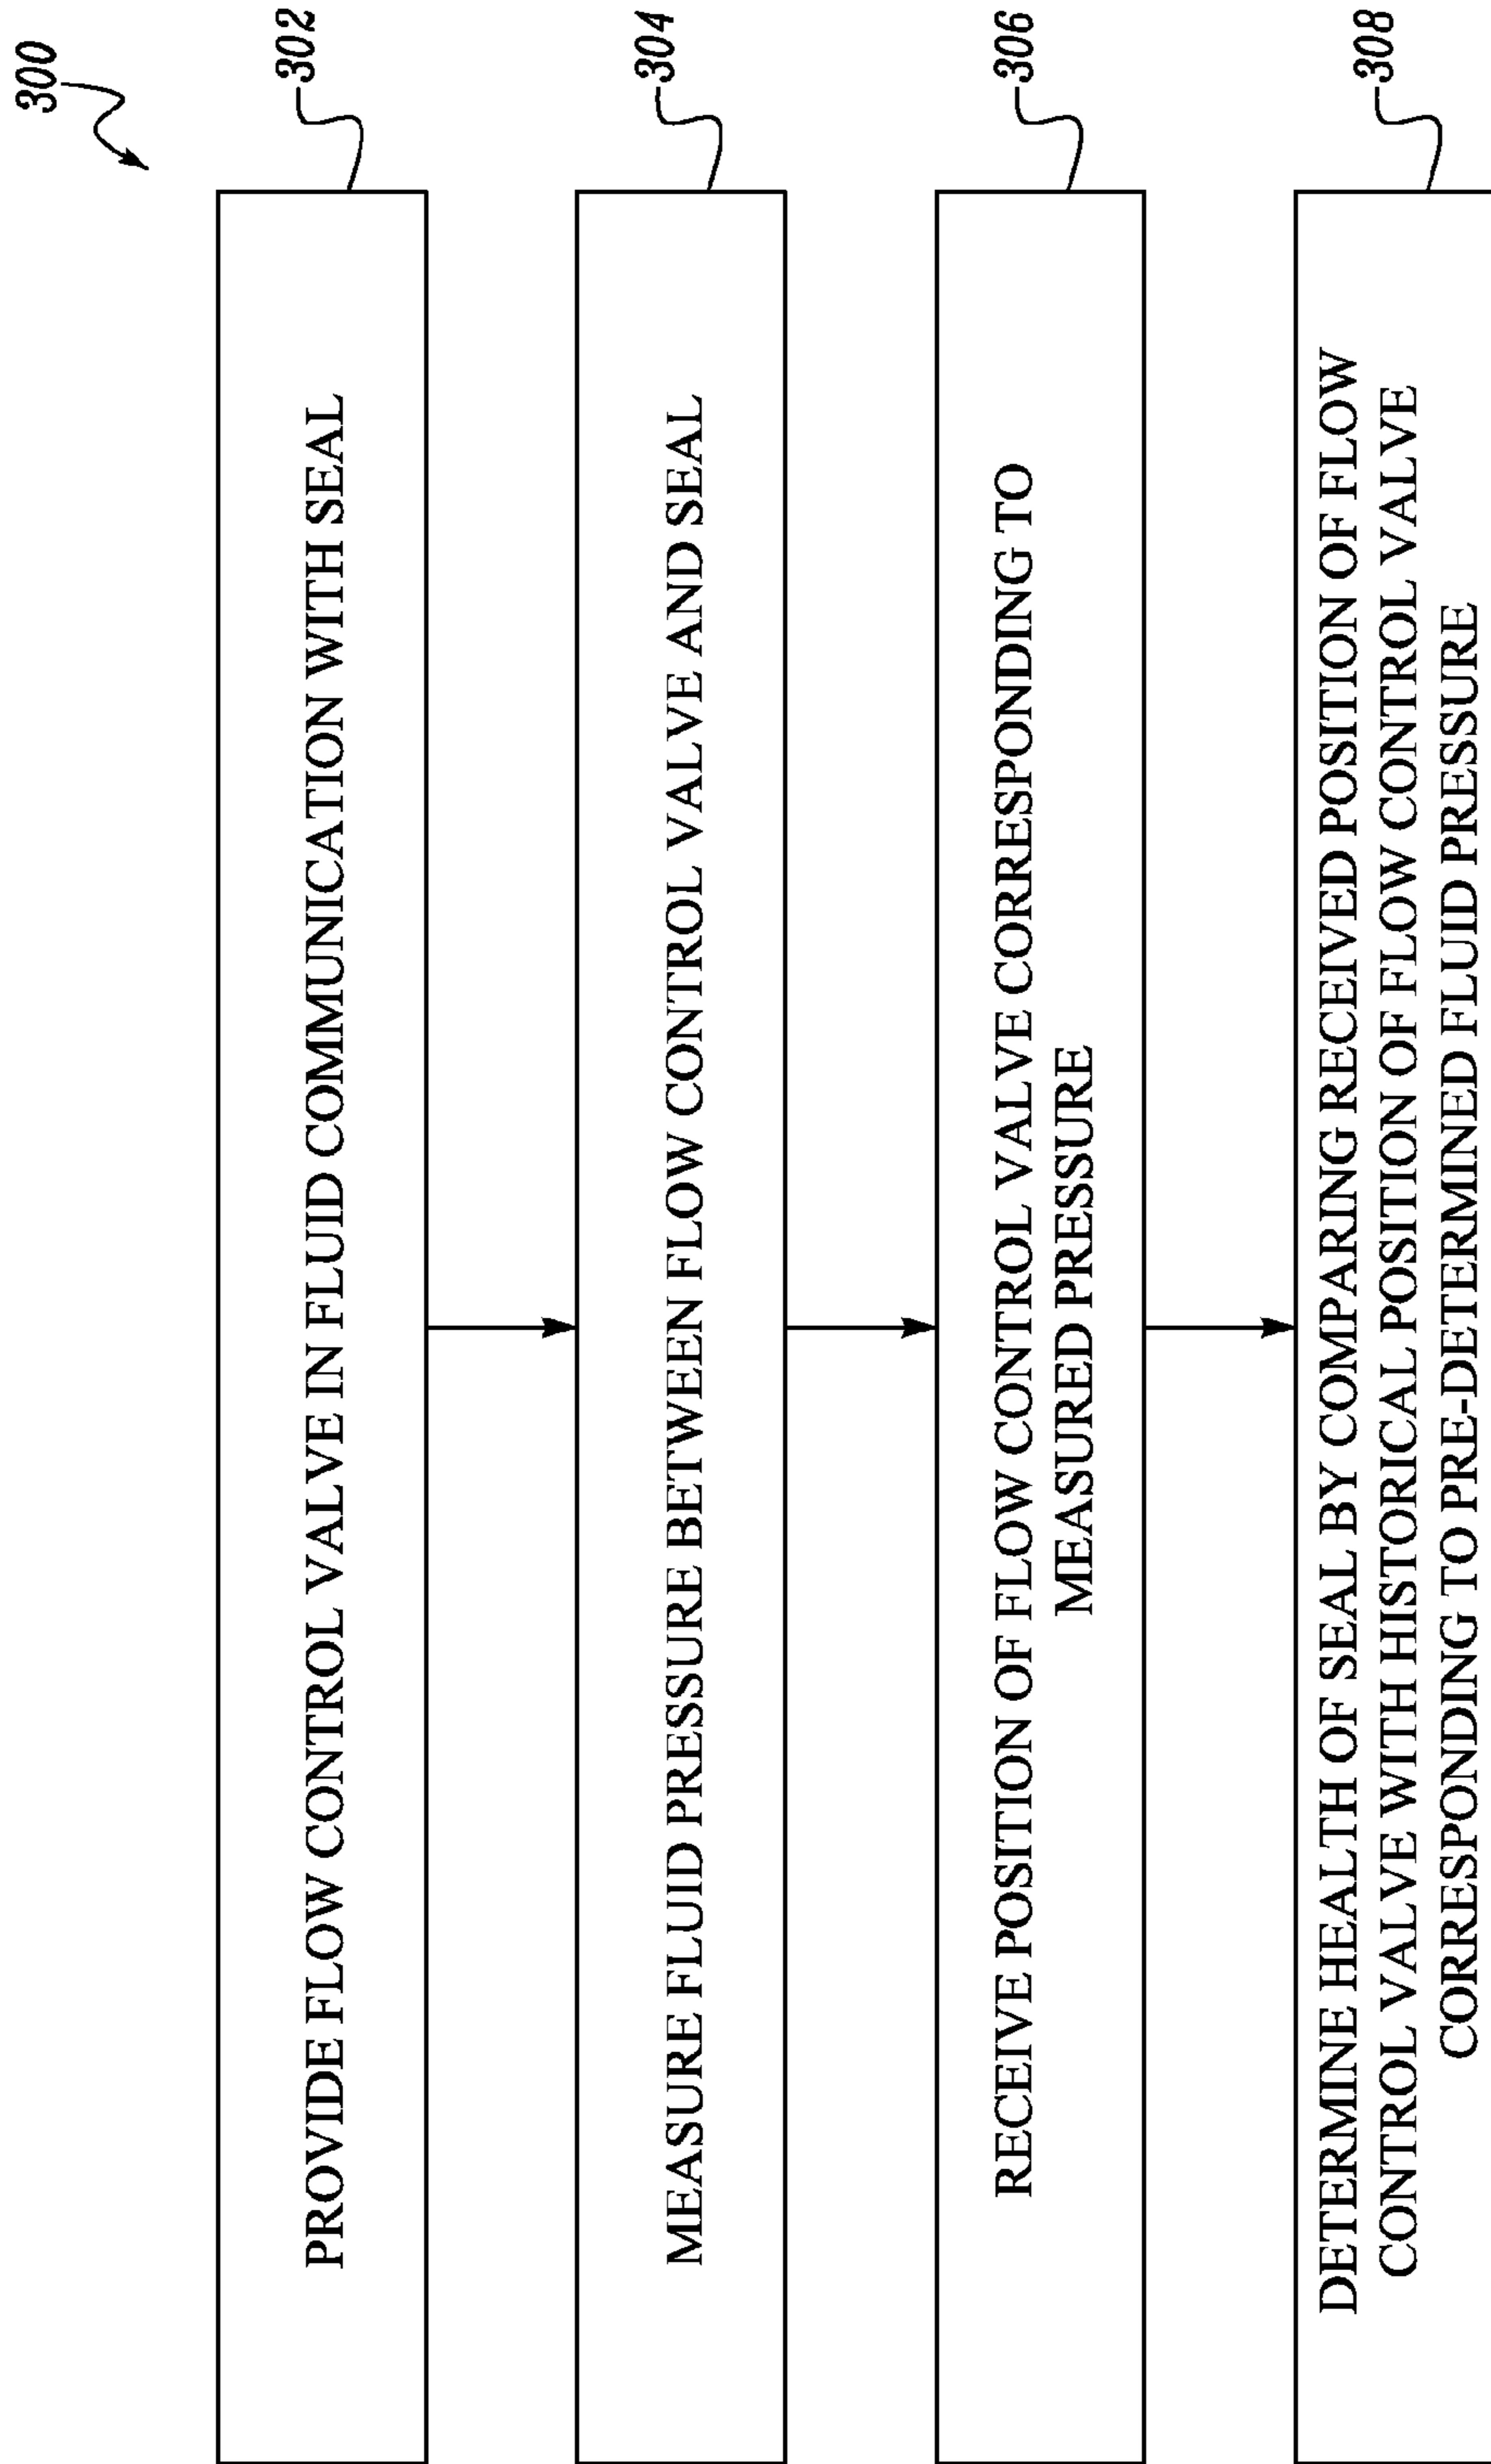 300
302
PROVIDE FLOW CONTROL VALVE IN FLUID COMMUNICATION WITH SEAL
304
MEASURE FLUID PRESSURE BETWEEN FLOW CONTROL VALVE AND SEAL
306
RECEIVE POSITION OF FLOW CONTROL VALVE CORRESPONDING TO
MEASURED PRESSURE
308
DETERMINE HEALTH OF SEAL BY COMPARING RECEIVED POSITION OF FLOW
CONTROL VALVE WITH HISTORICAL POSITION OF FLOW CONTROL VALVE
CORRESPONDING TO PRE-DETERMINED FLUID PRESSURE